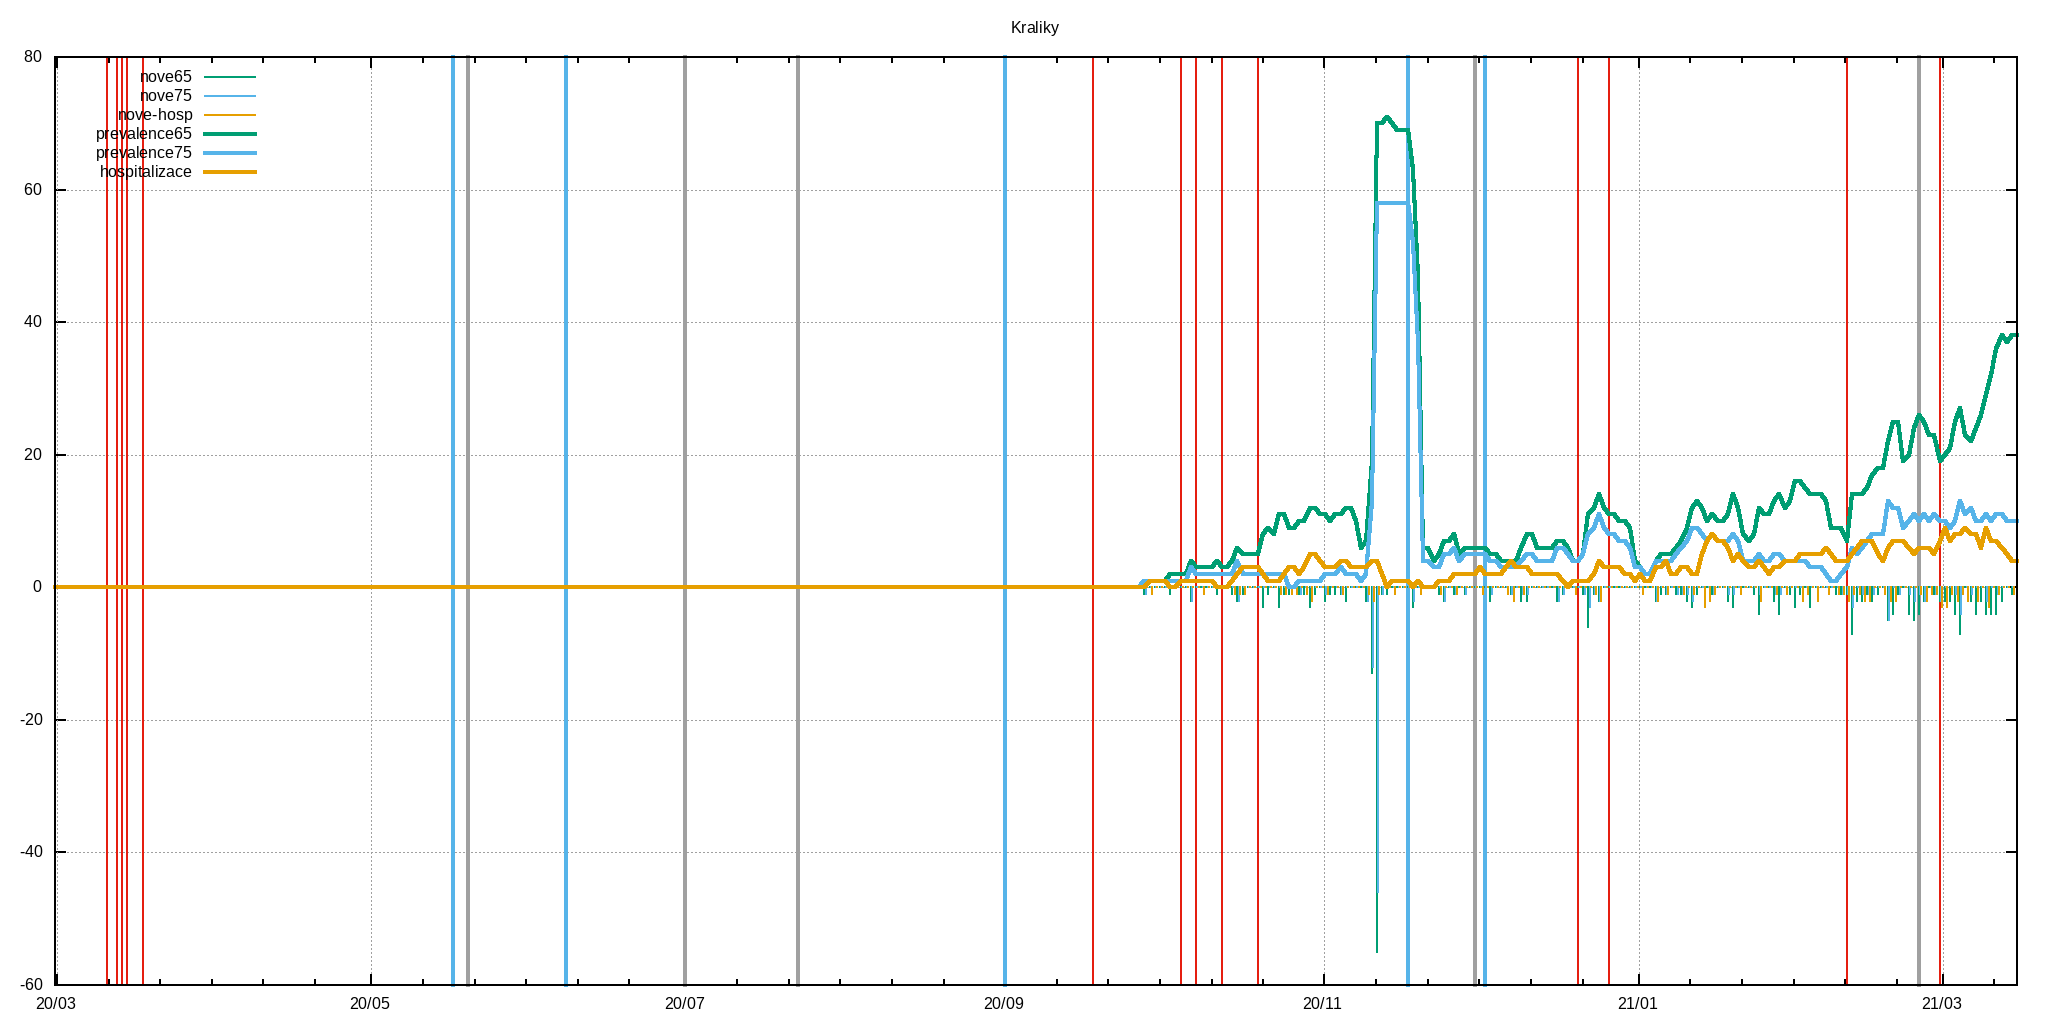 Kraliky
80
nove65
nove75
nove-hosp
prevalence65
prevalence75
hospitalizace
60
40
20
0
-20
-40
-60
20/03 20/05 20/07 20/09 20/11 21/01 21/03